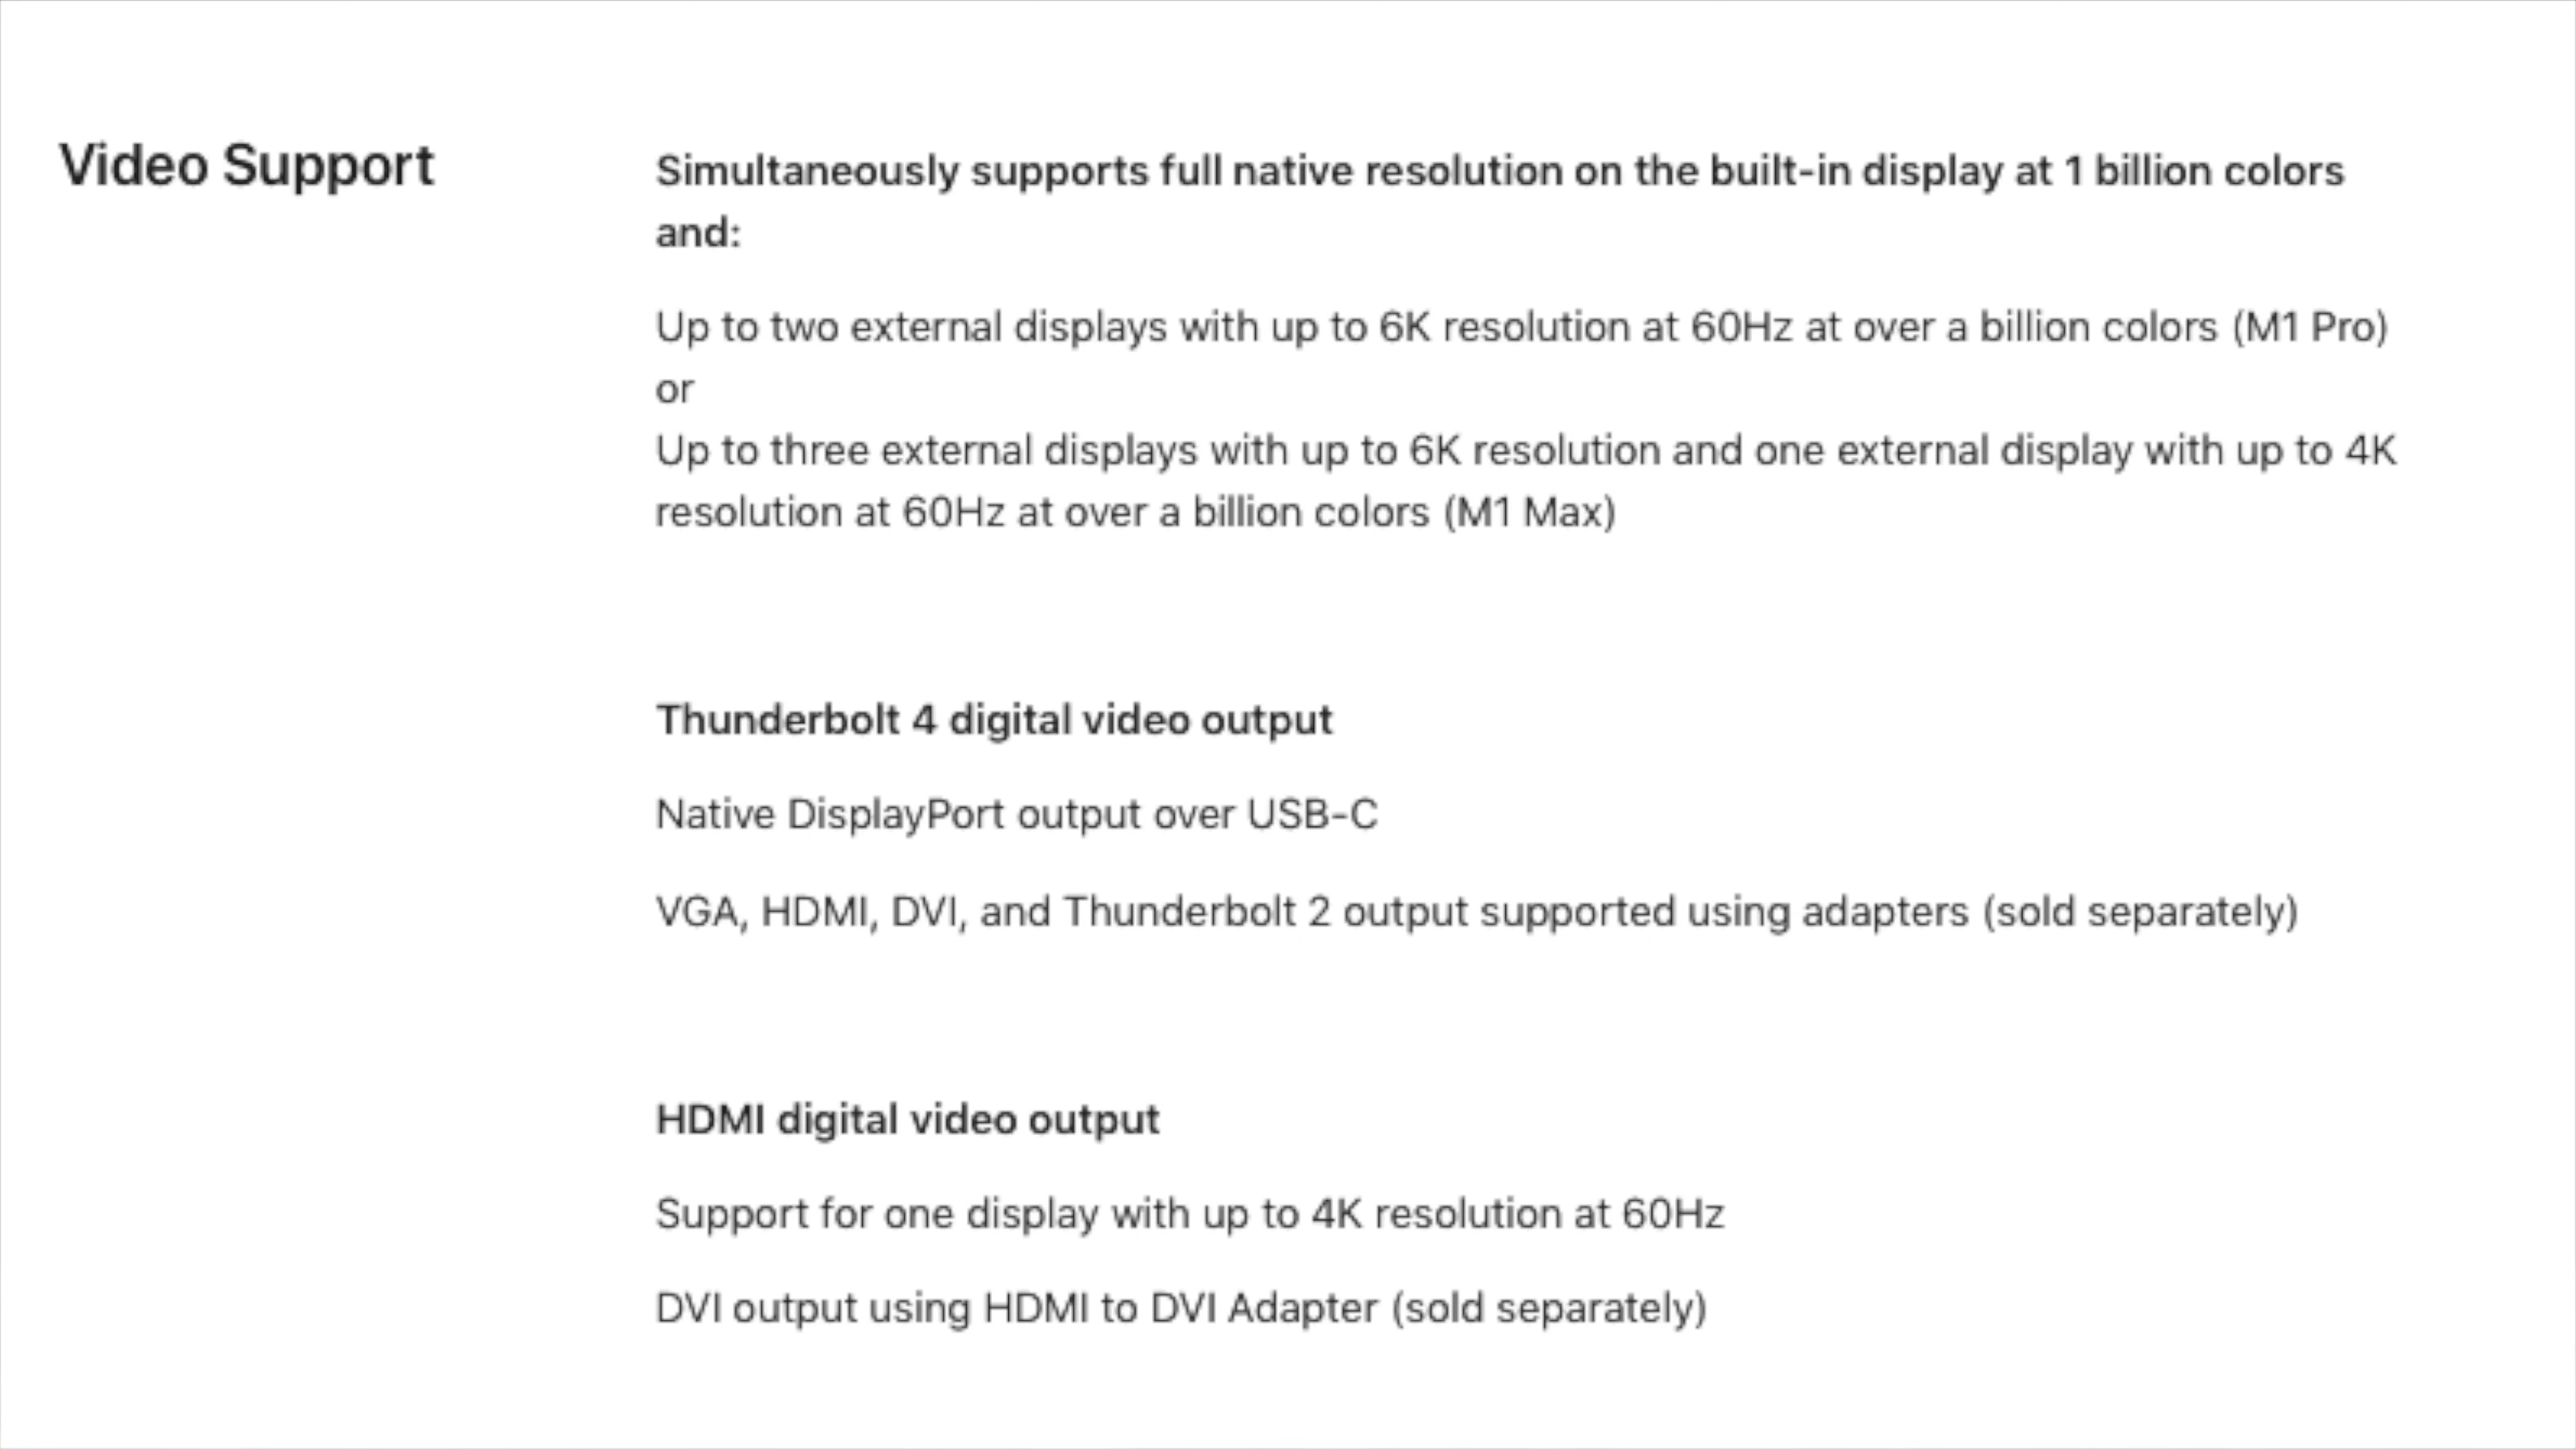 Video Support
Simultaneously supports full native resolution on the built-in display at 1 billion colors
and:
Up to two external displays with up to 6K resolution at 60Hz at over a billion colors (M1 Pro)
or
Up to three external displays with up to 6K resolution and one external display with up to 4K
resolution at 60Hz at over a billion colors (M1 Max)
Thunderbolt 4 digital video output
Native DisplayPort output over USB-C
VGA, HDMI, DVI, and Thunderbolt 2 output supported using adapters (sold separately)
HDMI digital video output
Support for one display with up to 4K resolution at 60Hz
DVI output using HDMI to DVI Adapter (sold separately)